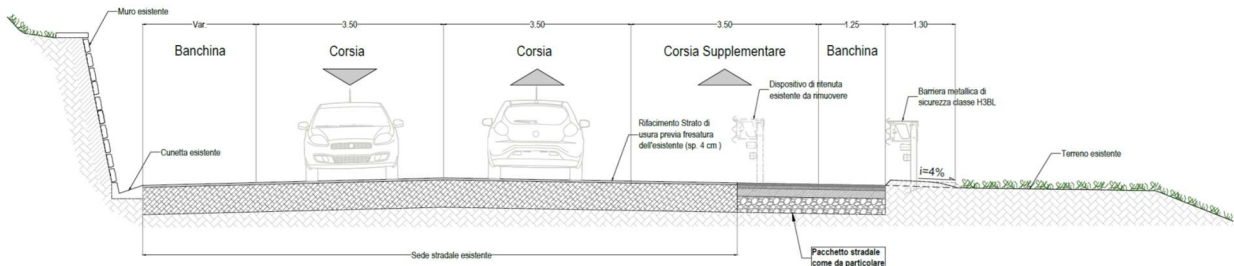 Muro esistente
Var.
3.50
3.50
3.50
1.25
1.30
Banchina
Corsia
Corsia
Corsia Supplementare
Banchina
Dispositivo di ritenuta
esistente da rimuovere
Barriera metallica di
sicurezza classe H3BL
Rifacimento Strato di
usura previa fresatura
dell'esistente (sp. 4 cm )
Cunetta esistente
Terreno esistente
i=4%
Sede stradale esistente
Pacchetto stradale
come da particolare